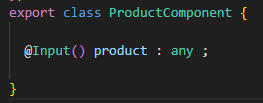 export class ProductComponent {
@Input() product : any ;
}